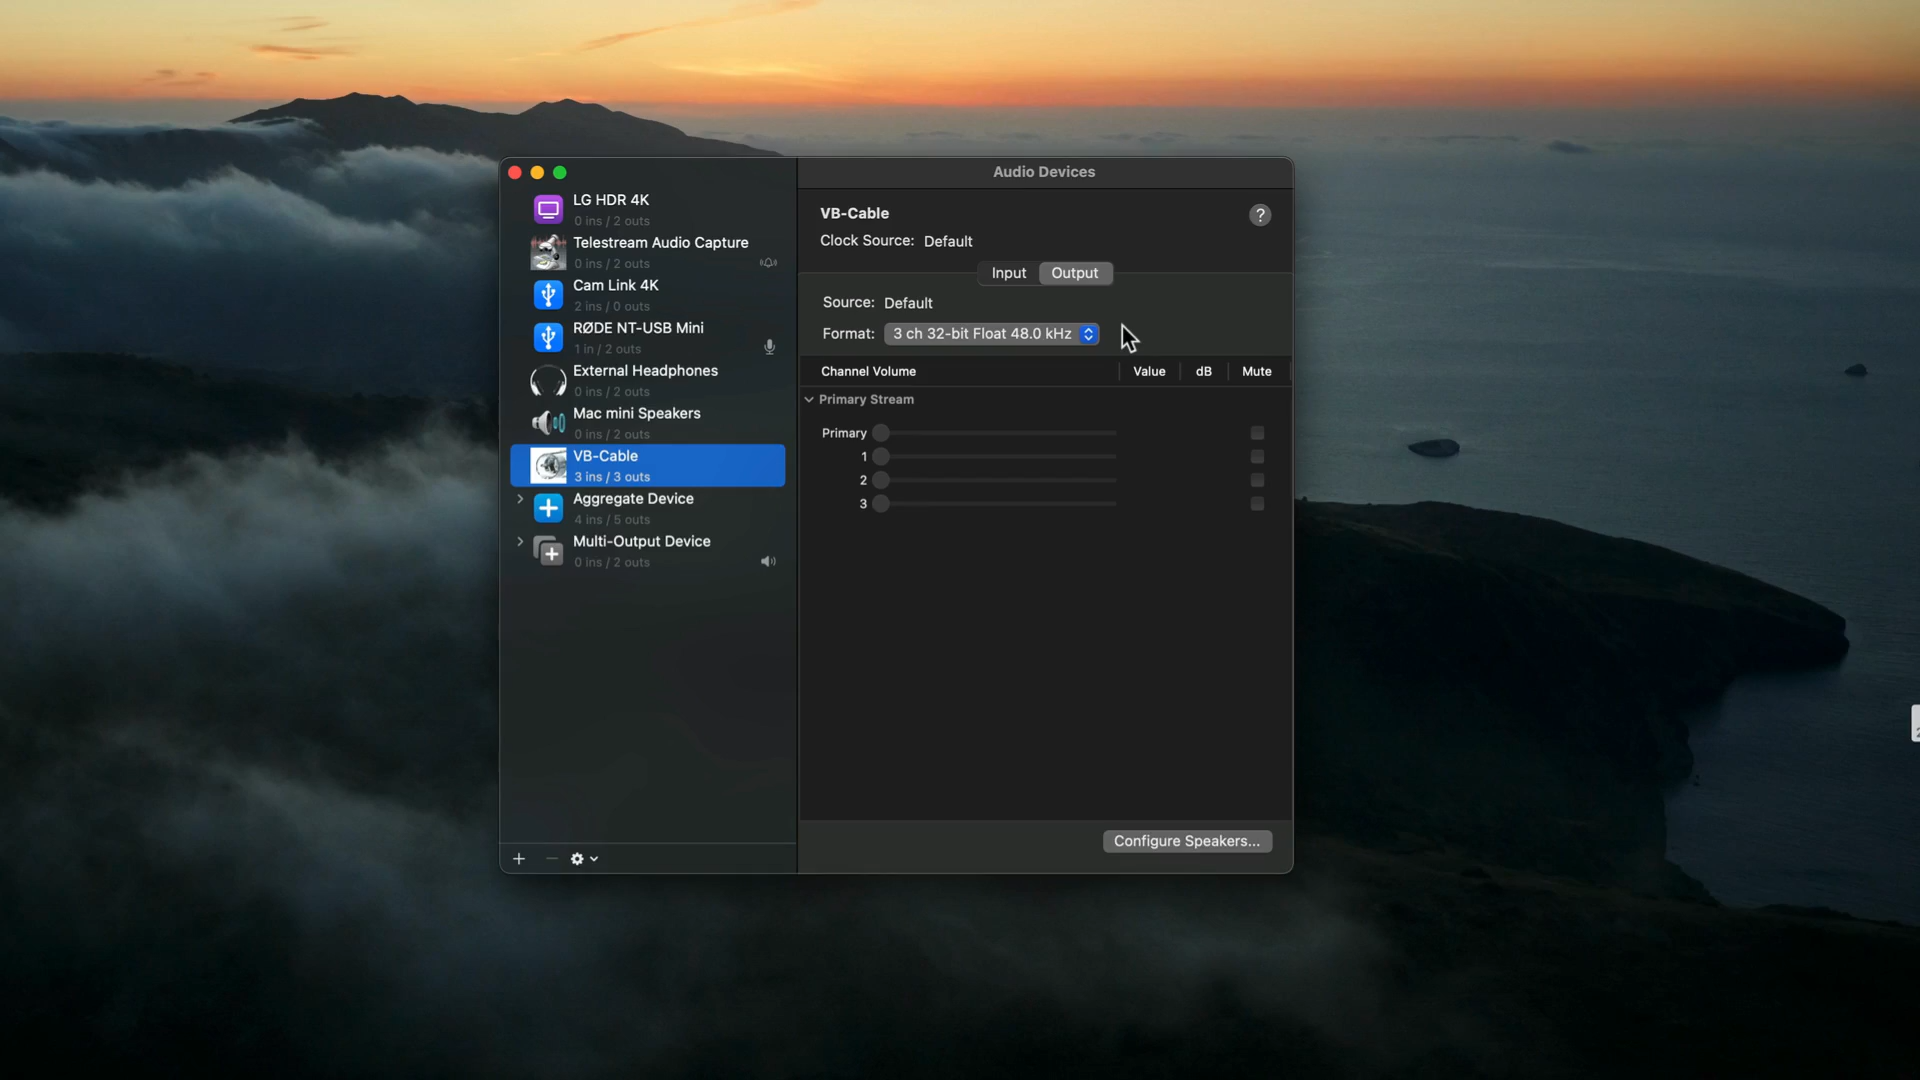 Audio Devices
LG HDR 4K
0 ins / 2 outs
Telestream Audio Capture
0 ins / 2 outs
Cam Link 4K
2 ins / 0 outs
RØDE NT-USB Mini
1 in / 2 outs
External Headphones
0 ins / 2 outs
Mac mini Speakers
0 ins / 2 outs
VB-Cable
3 ins / 3 outs
Aggregate Device
4 ins / 5 outs
Multi-Output Device
0 ins / 2 outs
VB-Cable
?
Clock Source: Default
Input Output
Source: Default
Format: 3 ch 32-bit Float 48.0 kHz
Channel Volume Value dB Mute
Primary Stream
Primary
1
2
3
Configure Speakers...